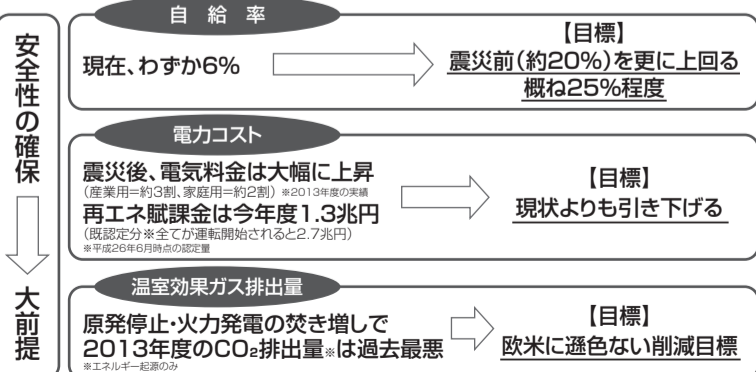 安全性の確保
大前提
自給率
現在、わずか6%
【目標】
震災前(約20%)を更に上回る
概ね25%程度
電力コスト
震災後、電気料金は大幅に上昇
(産業用=約3割、家庭用=約2割) ※2013年度の実績
再エネ賦課金は今年度1.3兆円
(既認定分※全てが運転開始されると2.7兆円)
※平成26年6月時点の認定量
【目標】
現状よりも引き下げる
温室効果ガス排出量
原発停止・火力発電の焚き増しで
2013年度のCO₂排出量※は過去最悪
※エネルギー起源のみ
【目標】
欧米に遜色ない削減目標